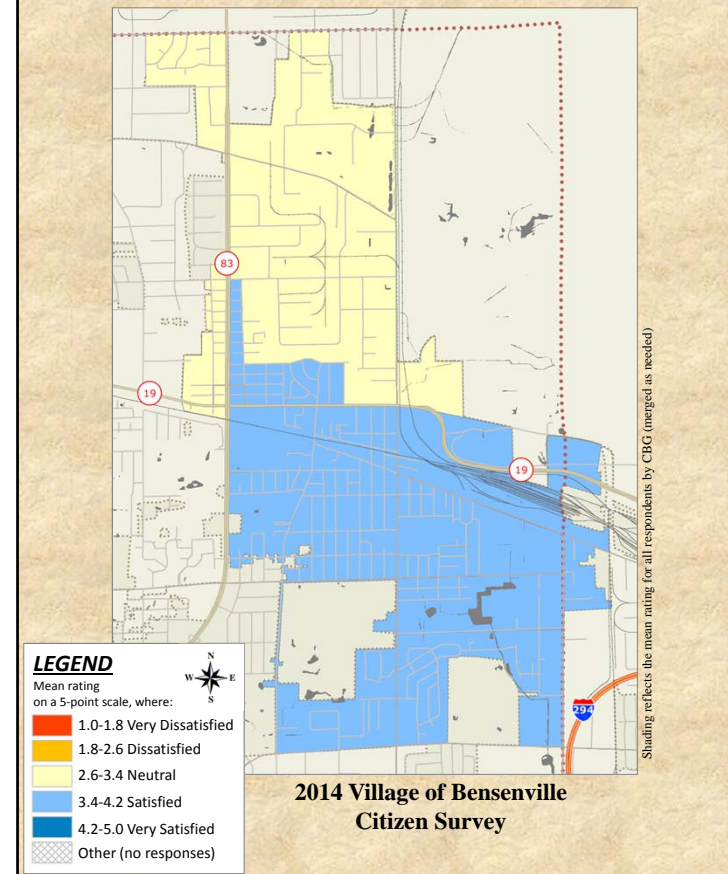 83
19
19
294
Shading reflects the mean rating for all respondents by CBG (merged as needed)
LEGEND
Mean rating
on a 5-point scale, where:
N
W
E
S
1.0-1.8 Very Dissatisfied
1.8-2.6 Dissatisfied
2.6-3.4 Neutral
3.4-4.2 Satisfied
4.2-5.0 Very Satisfied
Other (no responses)
2014 Village of Bensenville
Citizen Survey